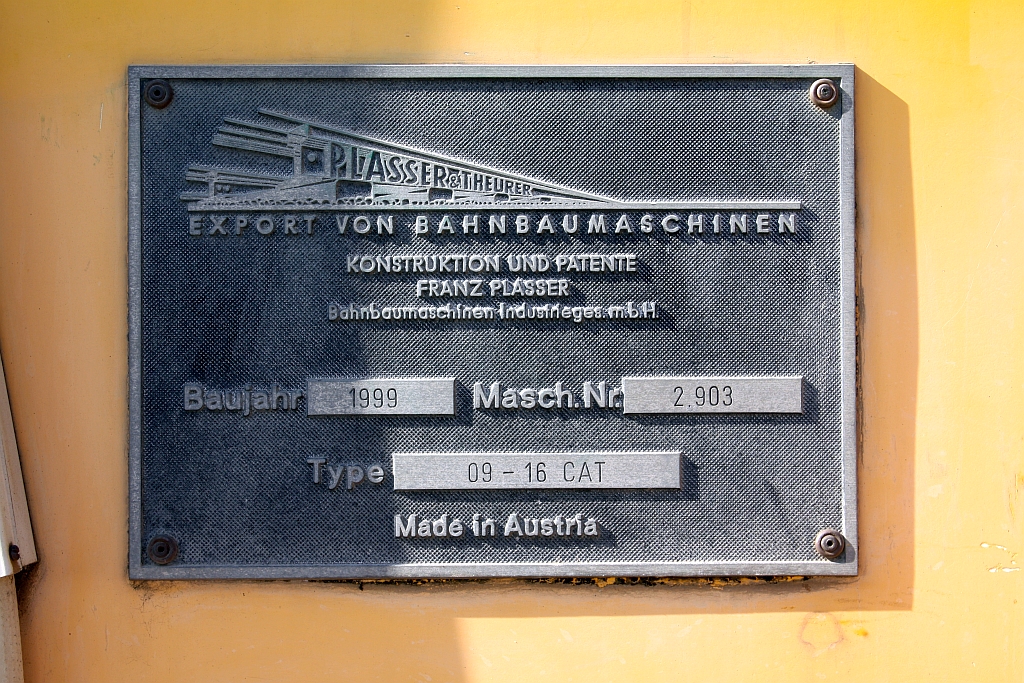 PLASSER & THEURER
EXPORT VON BAHNBAUMASCHINEN
KONSTRUKTION UND PATENTE
FRANZ PLASSER
Bahnbaumaschinen Industrieges.m.b.H.
Baujahr 1999 Masch.Nr. 2.903
Type 09-16 CAT
Made in Austria